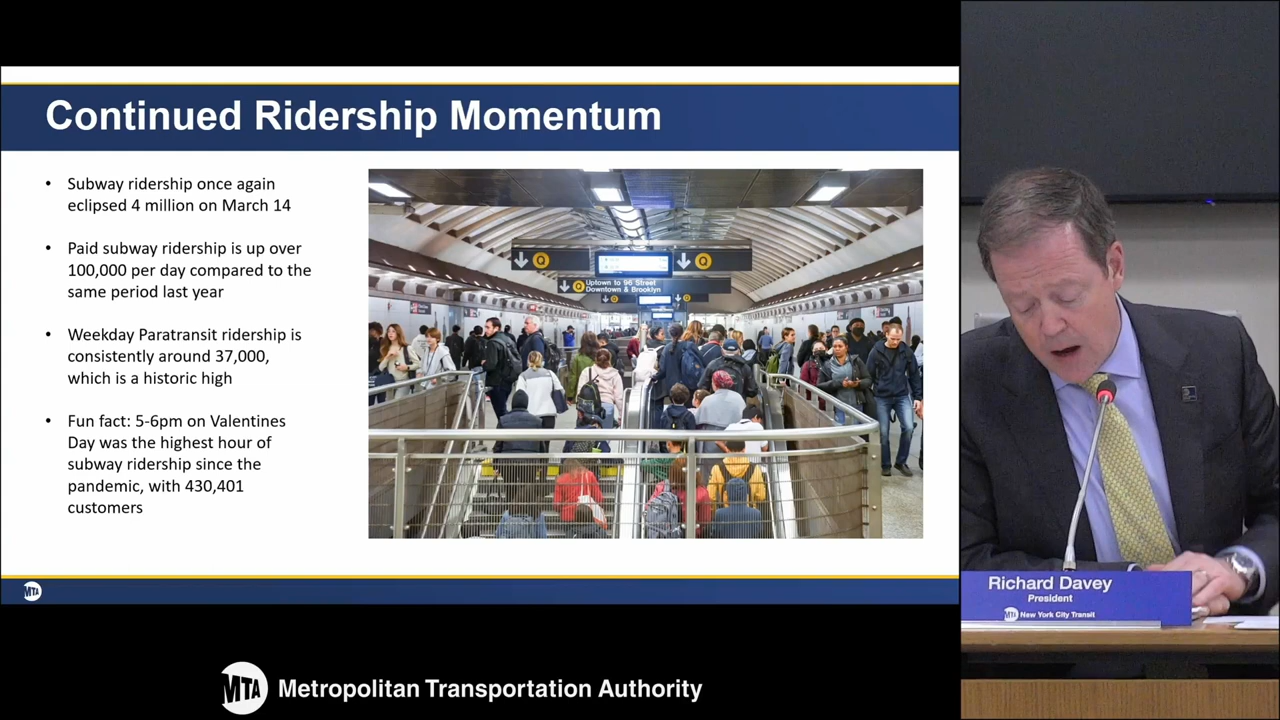 Continued Ridership Momentum
• Subway ridership once again
eclipsed 4 million on March 14
• Paid subway ridership is up over
100,000 per day compared to the
same period last year
• Weekday Paratransit ridership is
consistently around 37,000,
which is a historic high
• Fun fact: 5-6pm on Valentines
Day was the highest hour of
subway ridership since the
pandemic, with 430,401
customers
Q
Q
Q Uptown to 96 Street
Downtown & Brooklyn
MTA
Richard Davey
President
MTA New York City Transit
MTA Metropolitan Transportation Authority